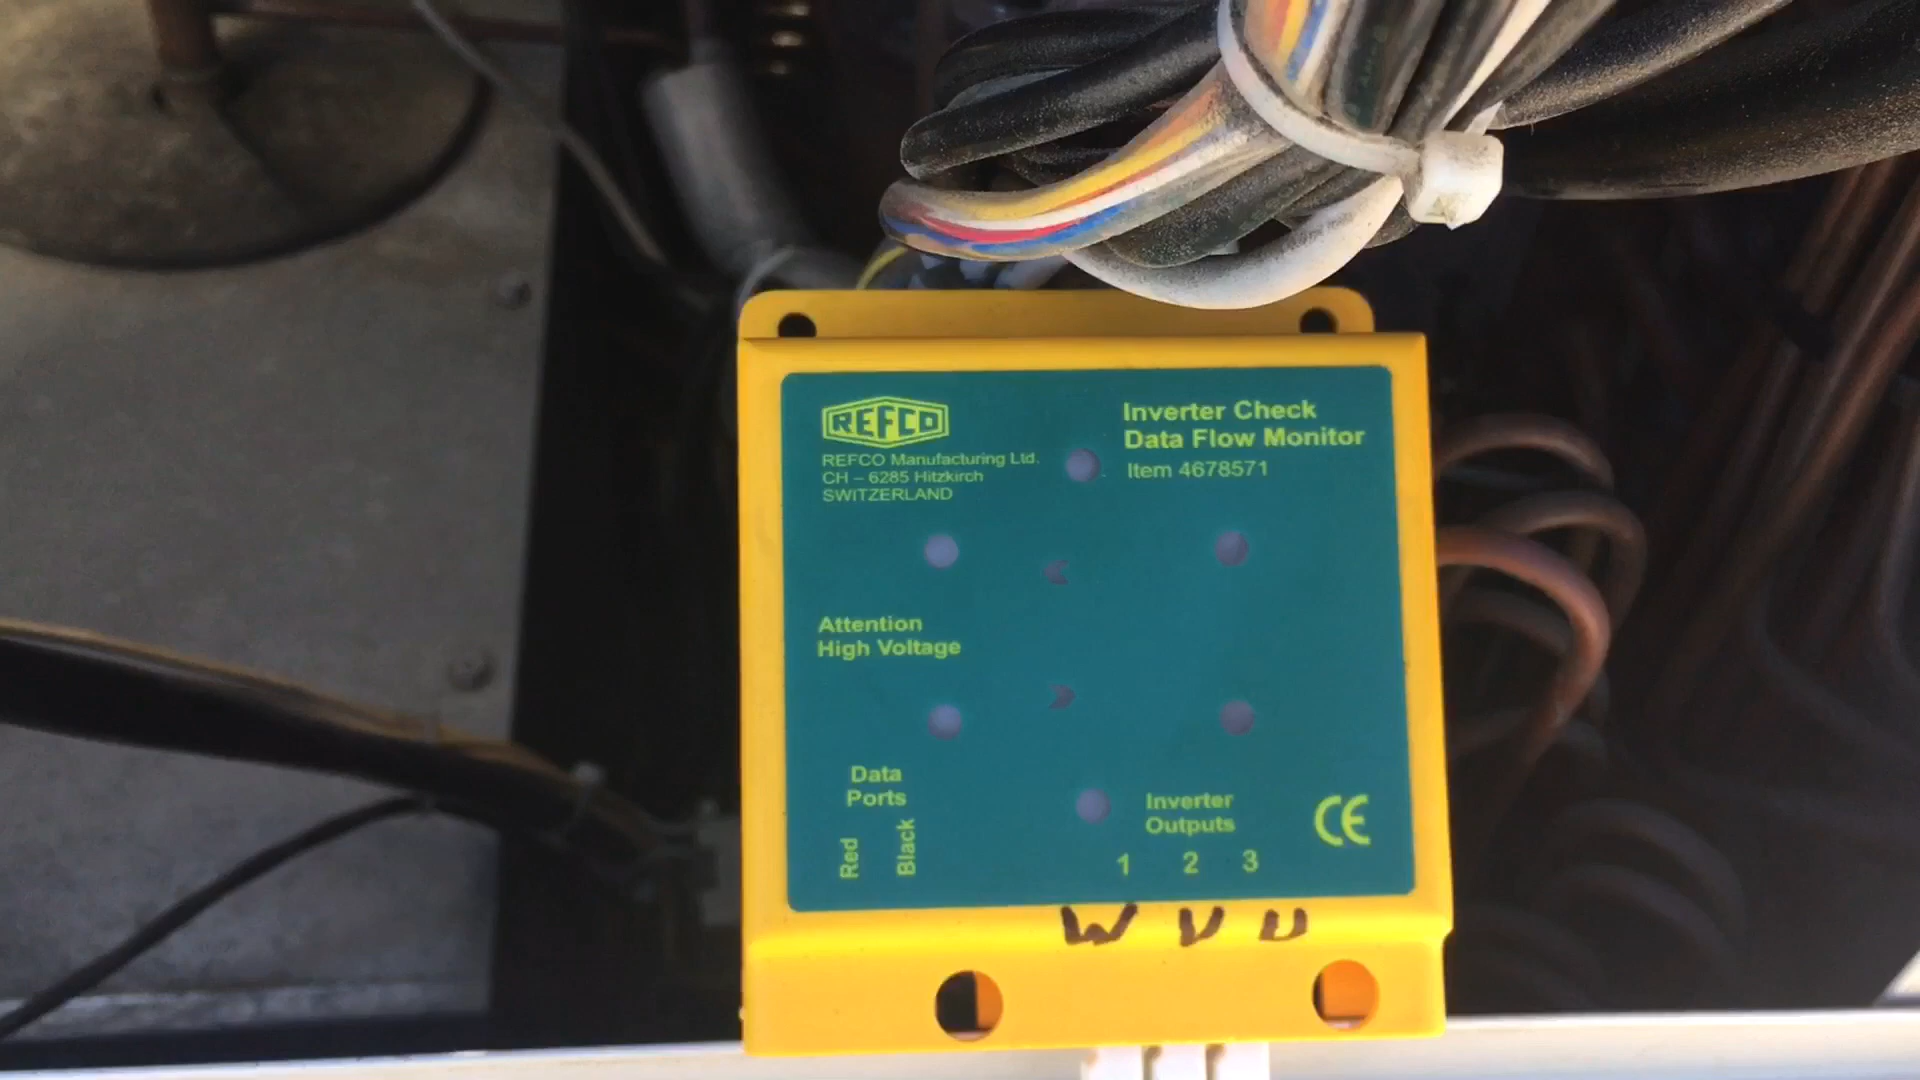 REFCO
REFCO Manufacturing Ltd.
CH – 6285 Hitzkirch
SWITZERLAND
Inverter Check
Data Flow Monitor
Item 4678571
Attention
High Voltage
Data
Ports
Red
Black
Inverter
Outputs
1 2 3
CE
W V U